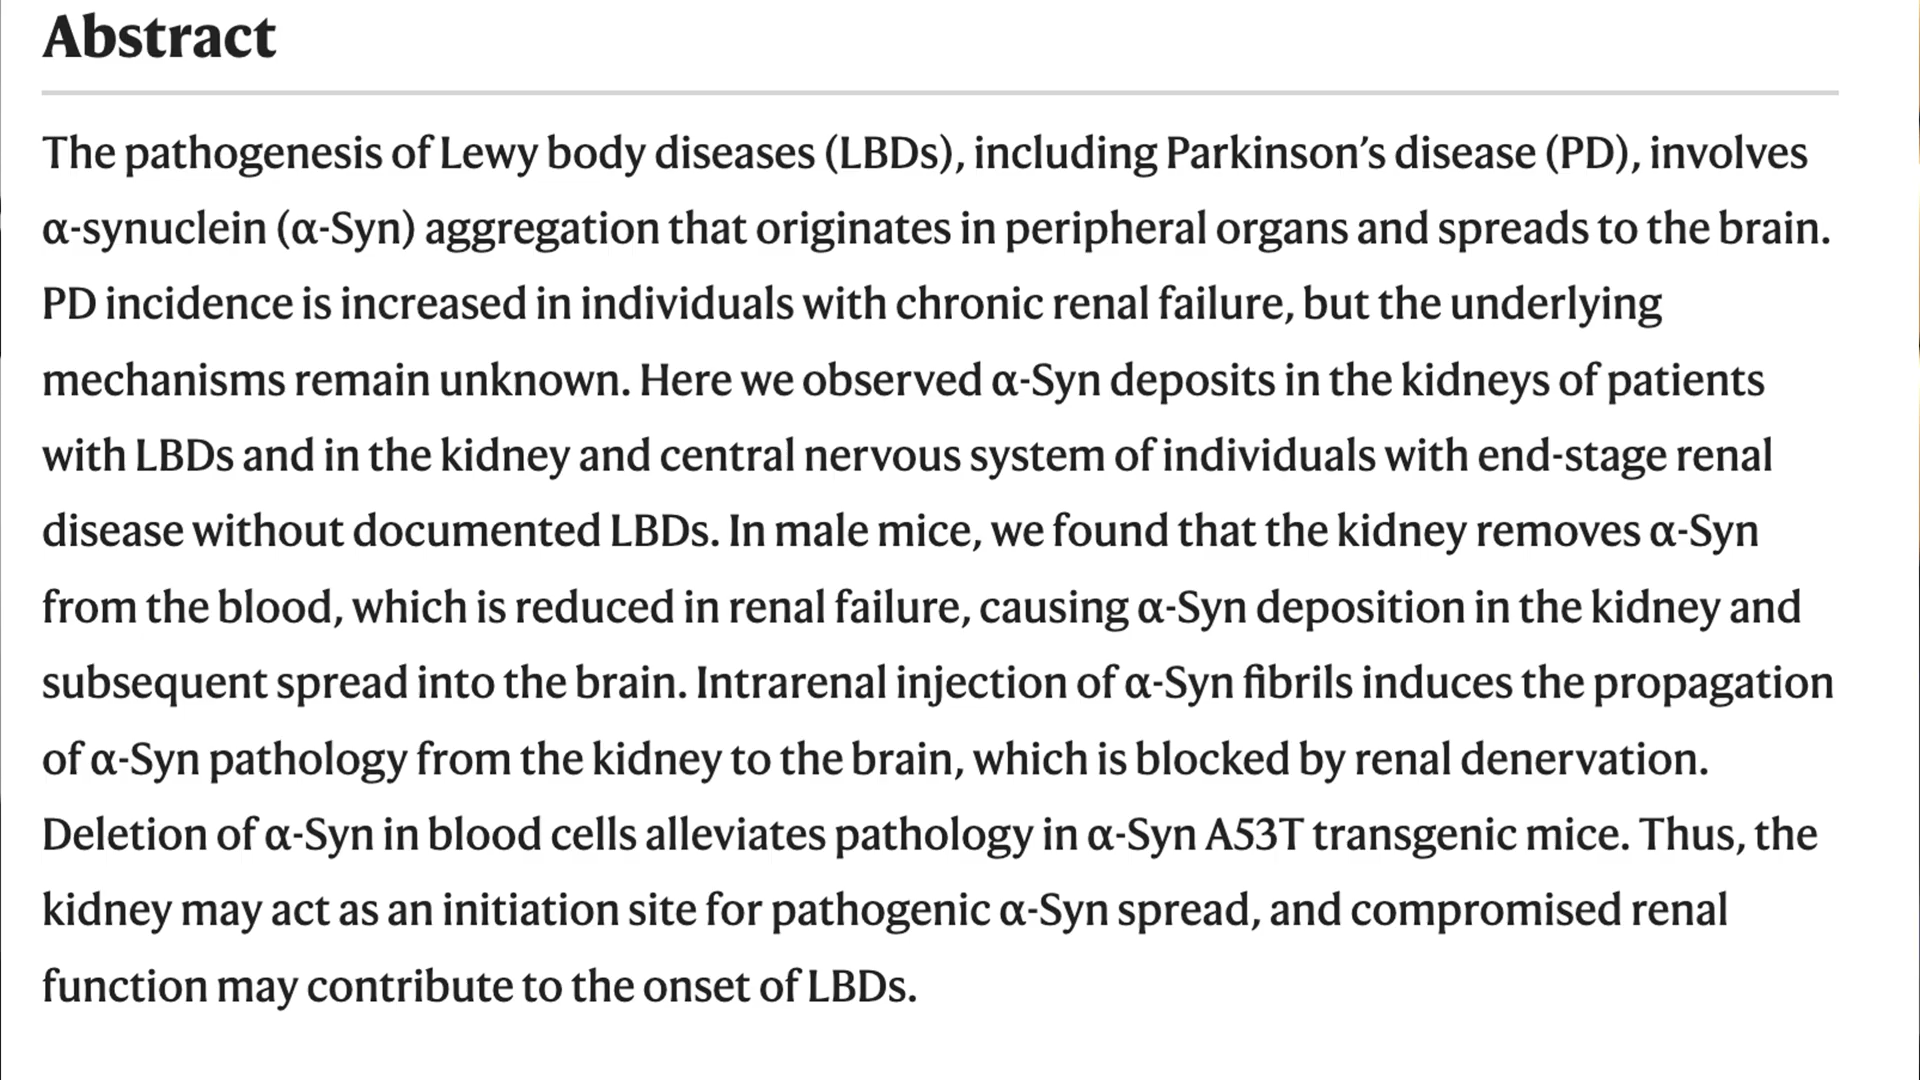 Abstract
The pathogenesis of Lewy body diseases (LBDs), including Parkinson’s disease (PD), involves
α-synuclein (α-Syn) aggregation that originates in peripheral organs and spreads to the brain.
PD incidence is increased in individuals with chronic renal failure, but the underlying
mechanisms remain unknown. Here we observed α-Syn deposits in the kidneys of patients
with LBDs and in the kidney and central nervous system of individuals with end-stage renal
disease without documented LBDs. In male mice, we found that the kidney removes α-Syn
from the blood, which is reduced in renal failure, causing α-Syn deposition in the kidney and
subsequent spread into the brain. Intrarenal injection of α-Syn fibrils induces the propagation
of α-Syn pathology from the kidney to the brain, which is blocked by renal denervation.
Deletion of α-Syn in blood cells alleviates pathology in α-Syn A53T transgenic mice. Thus, the
kidney may act as an initiation site for pathogenic α-Syn spread, and compromised renal
function may contribute to the onset of LBDs.